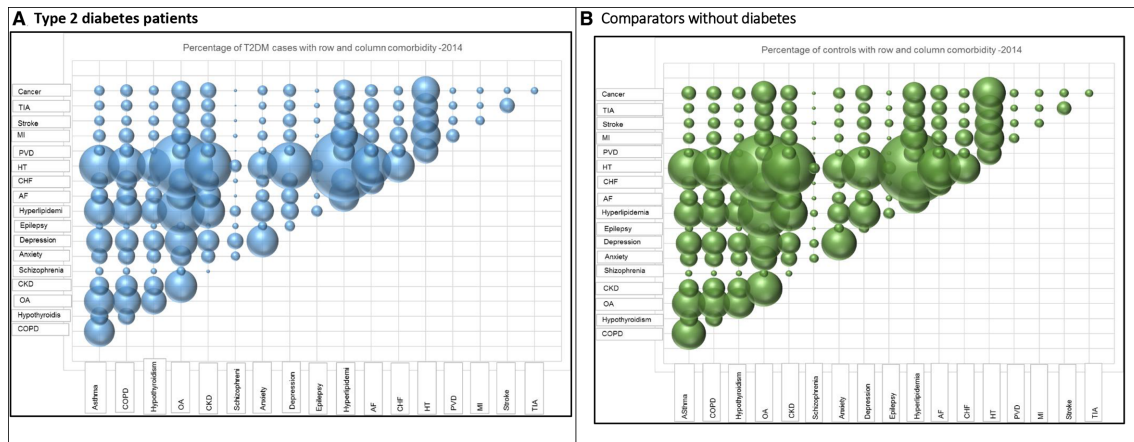 A Type 2 diabetes patients
Percentage of T2DM cases with row and column comorbidity -2014
Cancer
TIA
Stroke
MI
PVD
HT
CHF
AF
Hyperlipidemi
Epilepsy
Depression
Anxiety
Schizophrenia
CKD
OA
Hypothyroidis
COPD
Asthma
COPD
Hypothyroidism
OA
CKD
Schizophreni
Anxiety
Depression
Epilepsy
Hyperlipidemi
AF
CHF
HT
PVD
MI
Stroke
TIA
B Comparators without diabetes
Percentage of controls with row and column comorbidity -2014
Cancer
TIA
Stroke
MI
PVD
HT
CHF
AF
Hyperlipidemia
Epilepsy
Depression
Anxiety
Shizophrenia
CKD
OA
Hypothyroidism
COPD
ASthma
COPD
Hypothyroidism
OA
CKD
Schizophrenia
Anxiety
Depression
Epilepsy
Hyperlipidemia
AF
CHF
HT
PVD
MI
Stroke
TIA